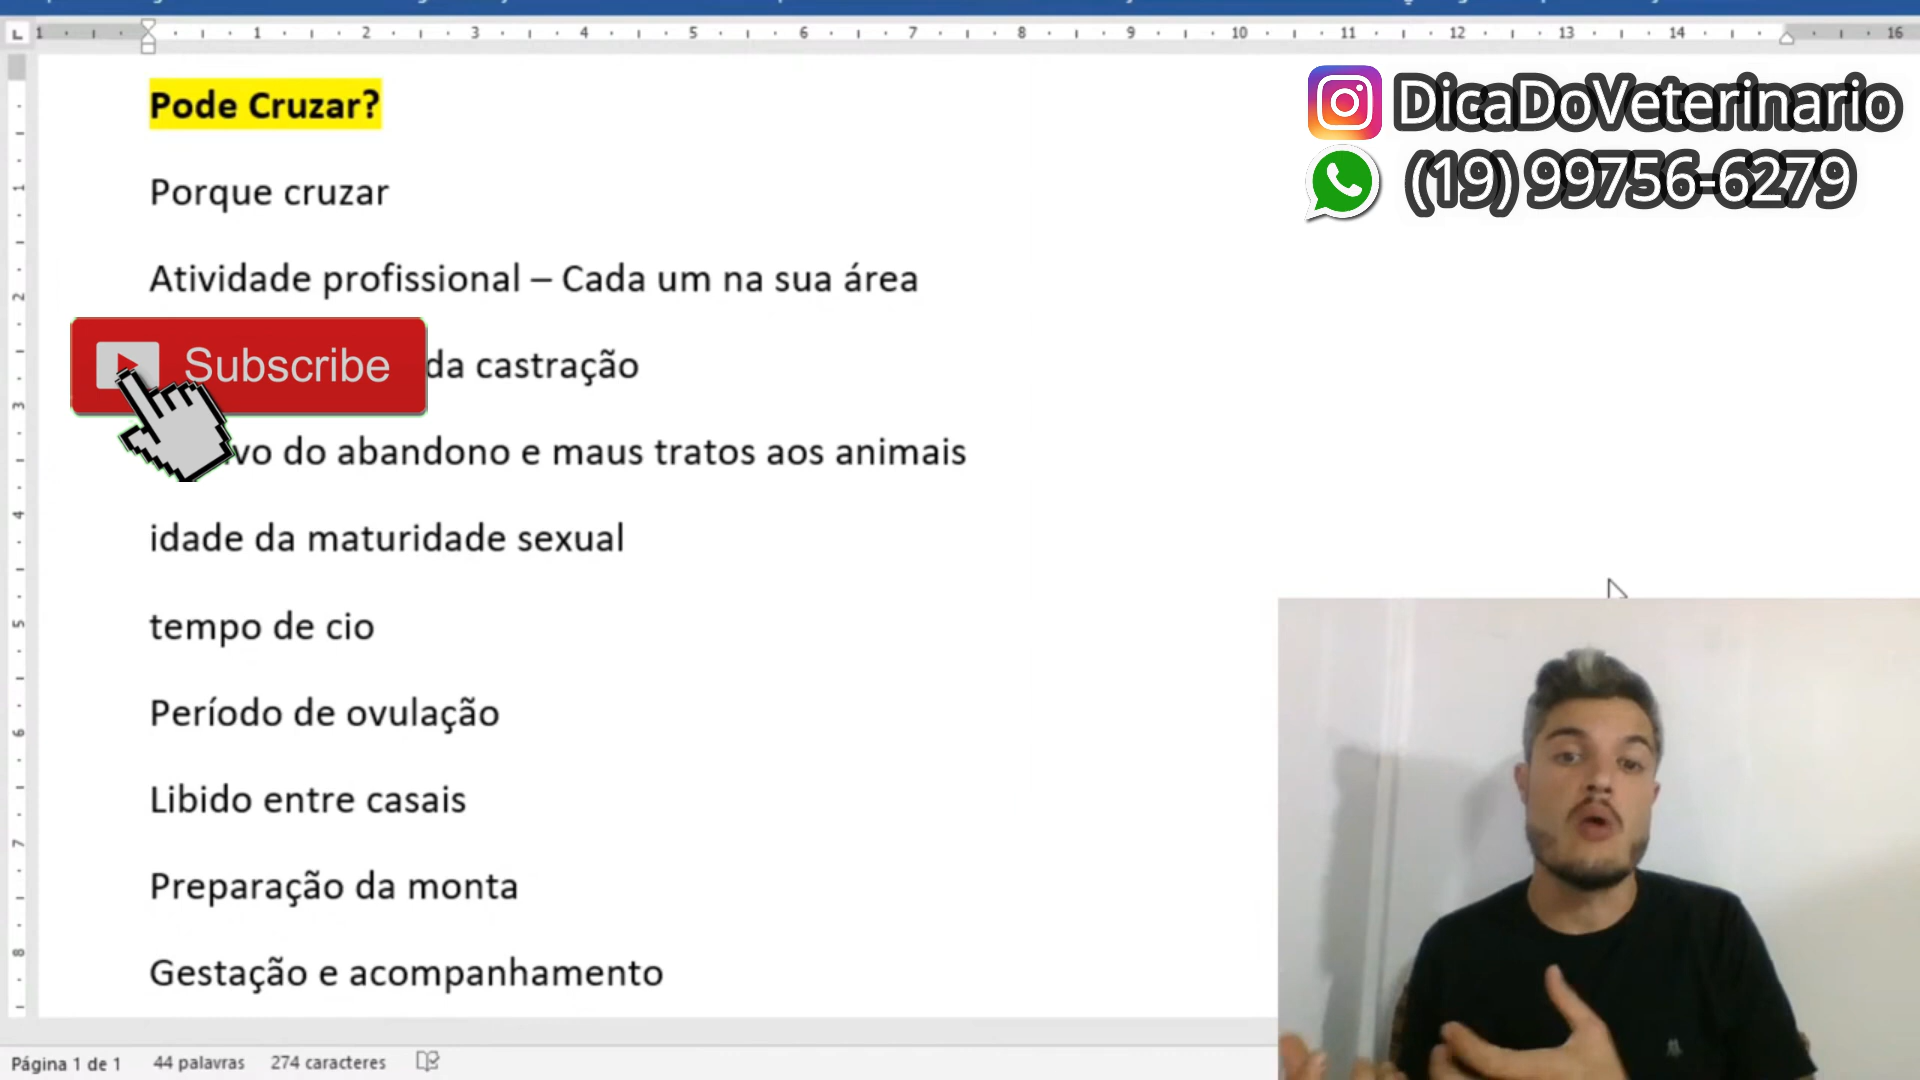 Pode Cruzar?
DicaDoVeterinario
(19) 99756-6279
Porque cruzar
Atividade profissional – Cada um na sua área
Subscribe
da castração
vo do abandono e maus tratos aos animais
idade da maturidade sexual
tempo de cio
Período de ovulação
Libido entre casais
Preparação da monta
Gestação e acompanhamento
Página 1 de 1 44 palavras 274 caracteres